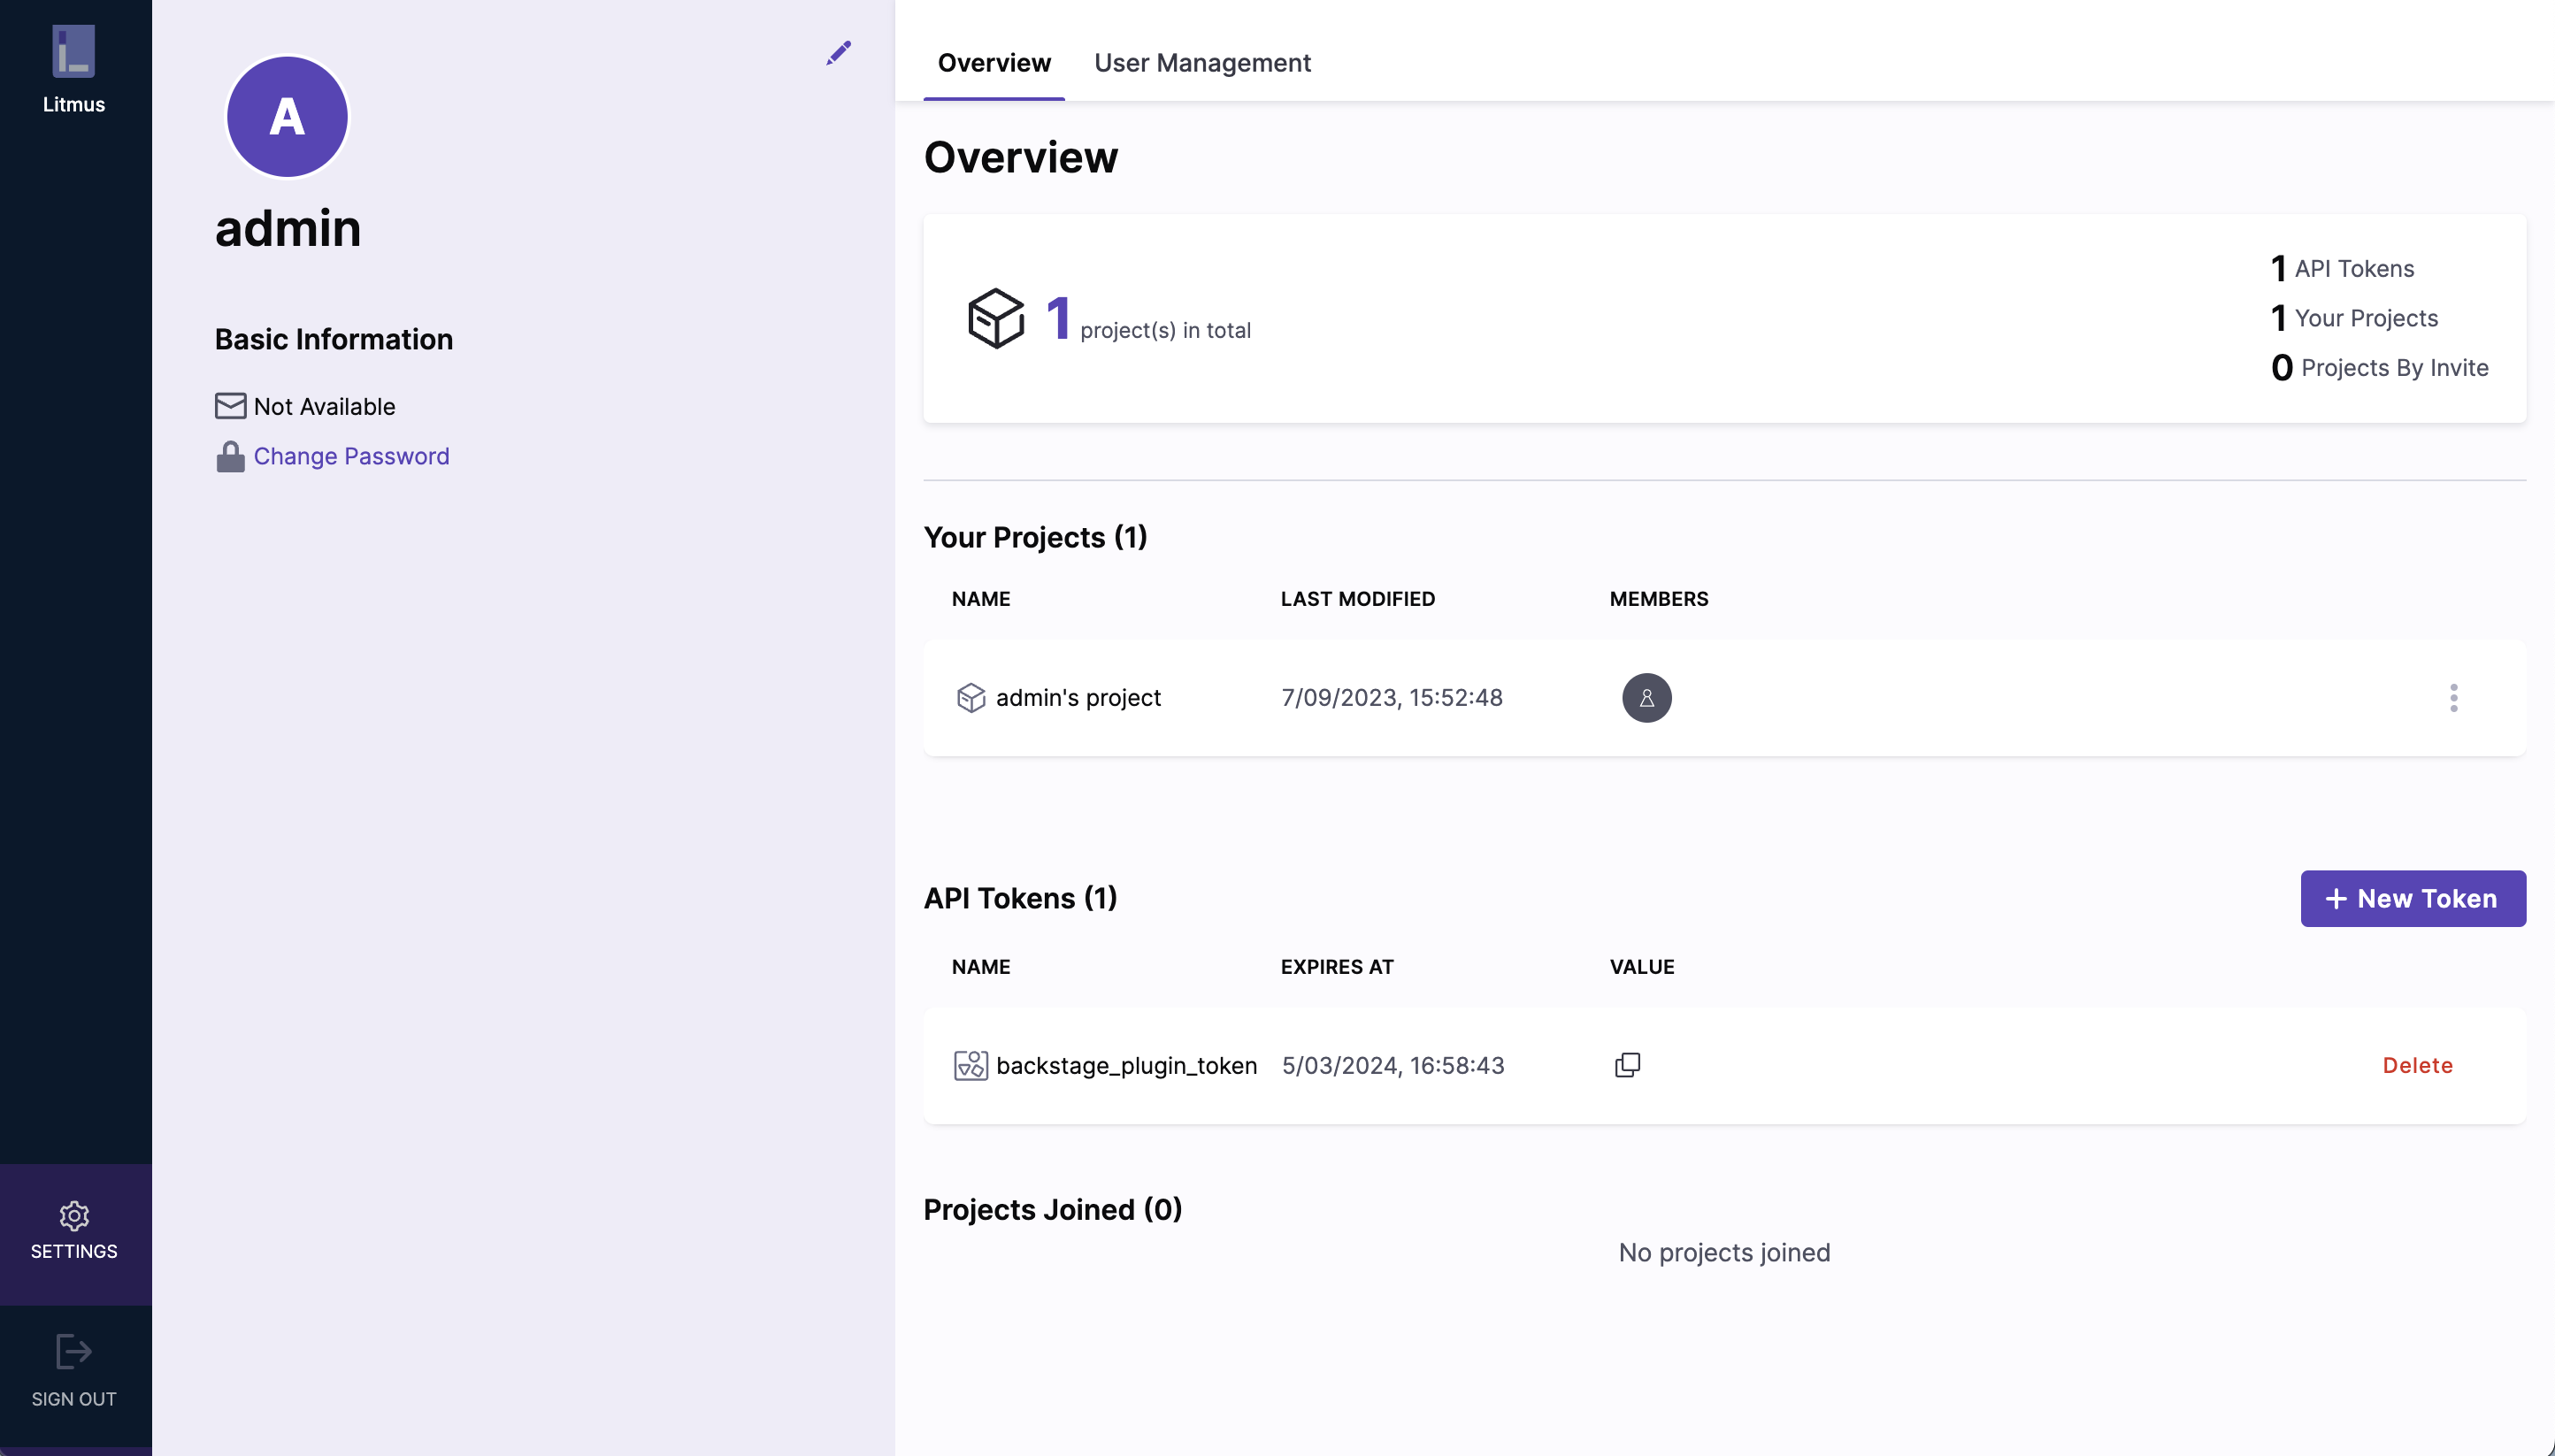 Litmus
SETTINGS
SIGN OUT
A
admin
Basic Information
Not Available
Change Password
Overview User Management
Overview
1 project(s) in total
1 API Tokens
1 Your Projects
0 Projects By Invite
Your Projects (1)
NAME LAST MODIFIED MEMBERS
admin's project 7/09/2023, 15:52:48
API Tokens (1)
+ New Token
NAME EXPIRES AT VALUE
backstage_plugin_token 5/03/2024, 16:58:43 Delete
Projects Joined (0)
No projects joined